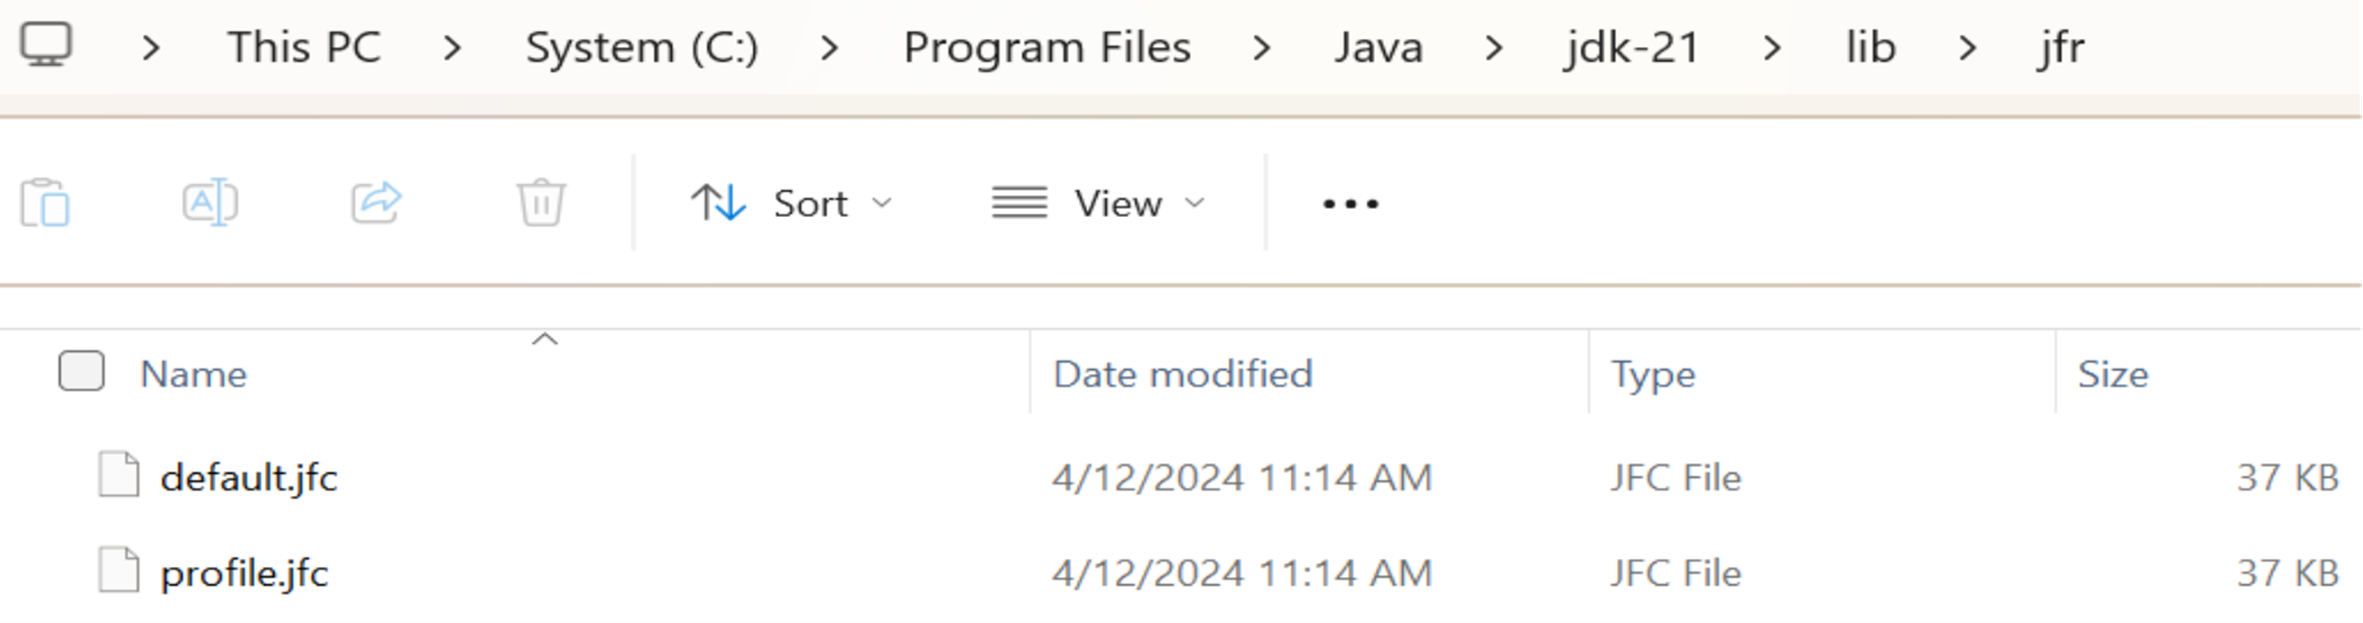 This PC > System (C:) > Program Files > Java > jdk-21 > lib > jfr
Sort View
Name Date modified Type Size
default.jfc 4/12/2024 11:14 AM JFC File 37 KB
profile.jfc 4/12/2024 11:14 AM JFC File 37 KB